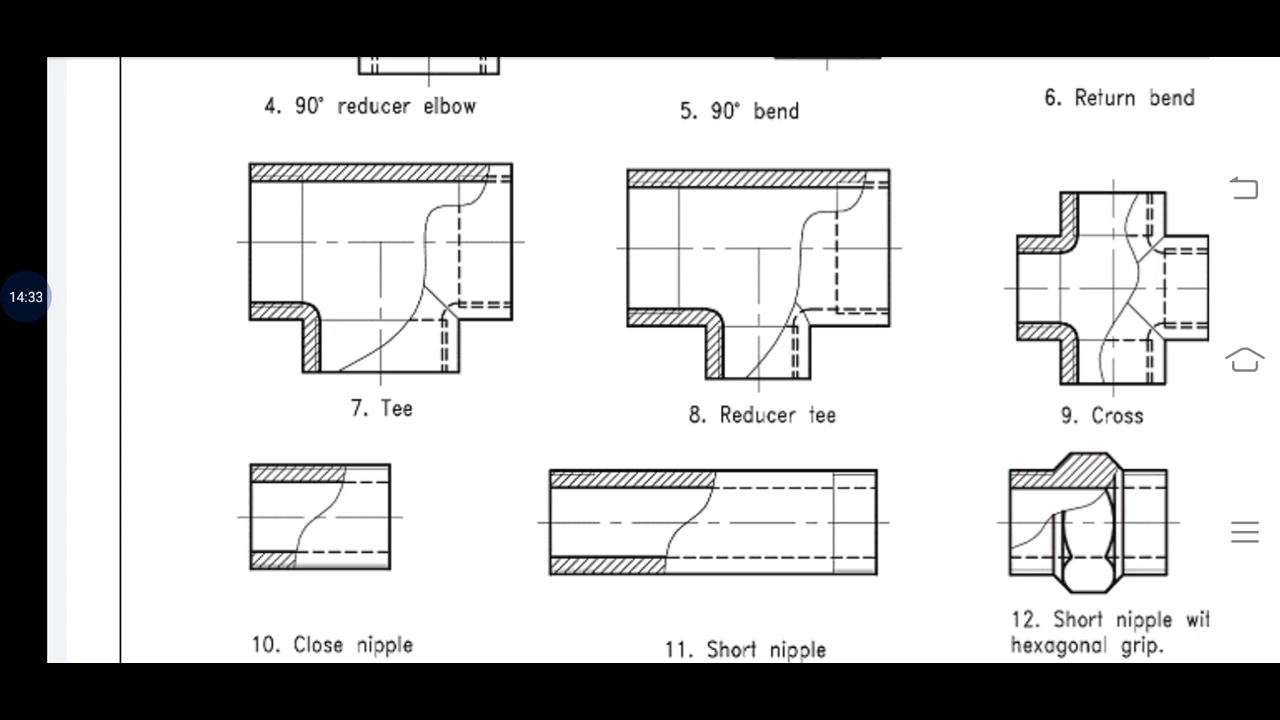 4. 90° reducer elbow
5. 90° bend
6. Return bend
14:33
7. Tee
8. Reducer tee
9. Cross
10. Close nipple
11. Short nipple
12. Short nipple wit
hexagonal grip.